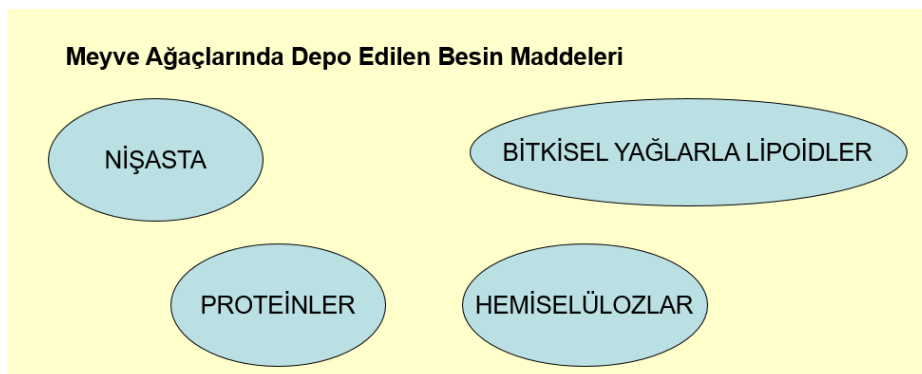 Meyve Ağaçlarında Depo Edilen Besin Maddeleri
NİŞASTA
BİTKİSEL YAĞLARLA LİPOİDLER
PROTEİNLER
HEMİSELÜLOZLAR